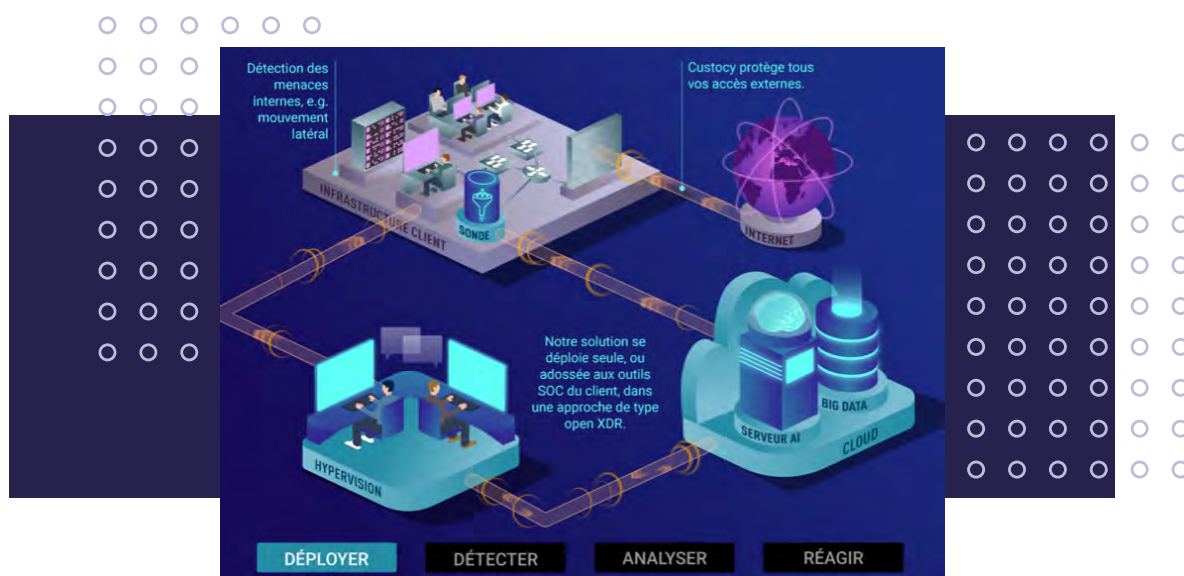 Détection des
menaces
internes, e.g.
mouvement
latéral
Custocy protège tous
vos accès externes.
INFRASTRUCTURE CLIENT
SONDE
INTERNET
Notre solution se
déploie seule, ou
adossée aux outils
SOC du client, dans
une approche de type
open XDR.
BIG DATA
SERVEUR AI
CLOUD
HYPERVISION
DÉPLOYER
DÉTECTER
ANALYSER
RÉAGIR